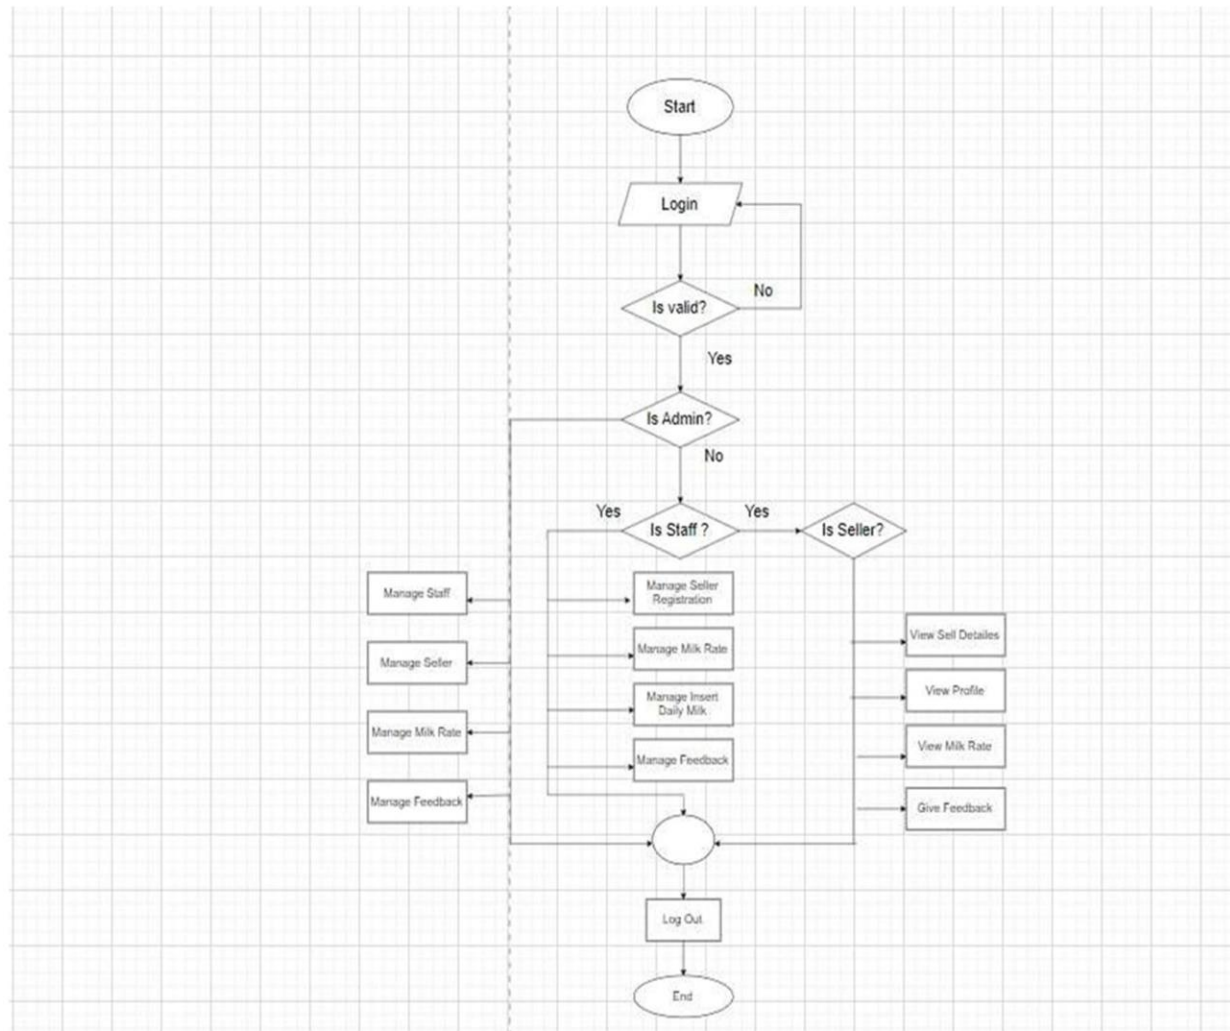 Start
Login
No
Is valid?
Yes
Is Admin?
No
Yes
Yes
Is Staff ?
Is Seller?
Manage Staff
Manage Seller
Manage Milk Rate
Manage Feedback
Manage Seller
Registration
Manage Milk Rate
Manage Insert
Daily Milk
Manage Feedback
View Sell Detailes
View Profile
View Milk Rate
Give Feedback
Log Out
End